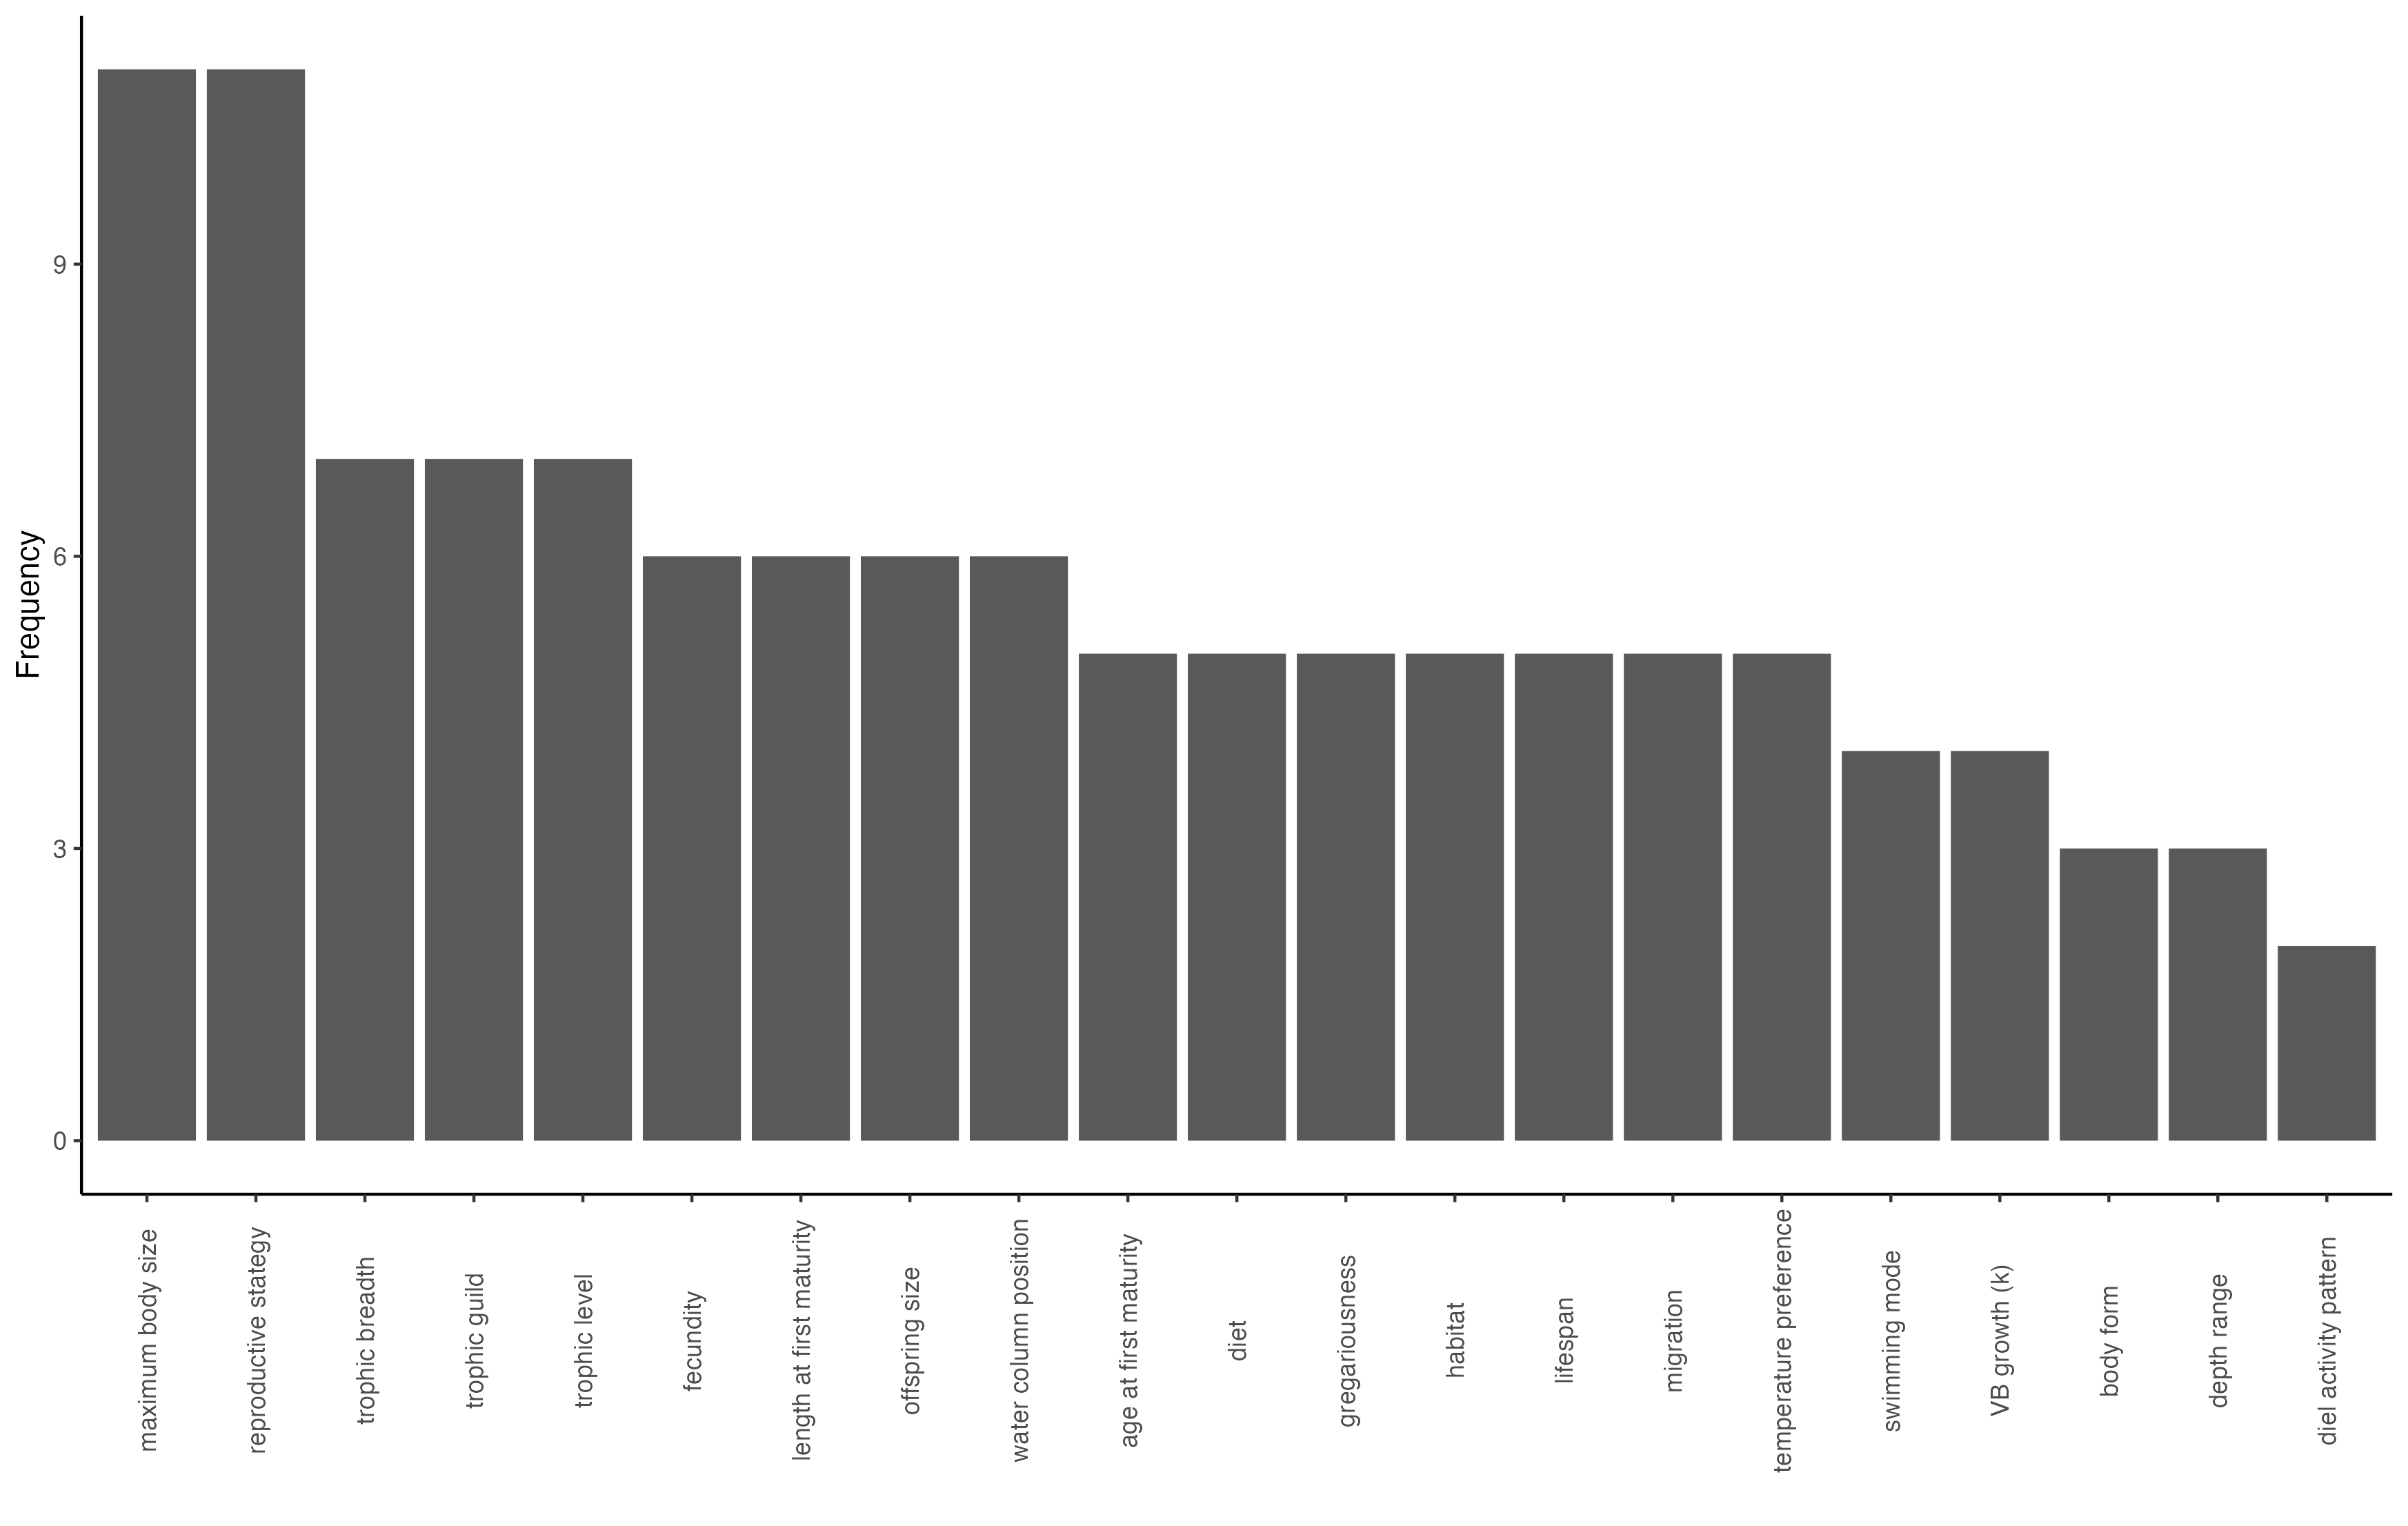 Frequency
9
6
3
0
maximum body size
reproductive stategy
trophic breadth
trophic guild
trophic level
fecundity
length at first maturity
offspring size
water column position
age at first maturity
diet
gregariousness
habitat
lifespan
migration
temperature preference
swimming mode
VB growth (k)
body form
depth range
diel activity patten